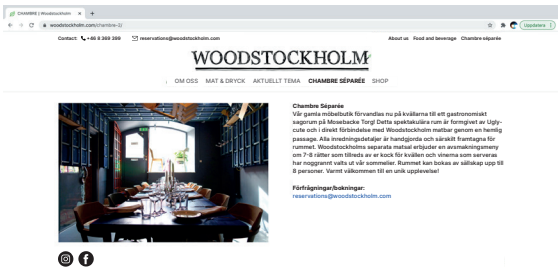 CHAMBRE | Woodstockholm
woodstockholm.com/chambre-2/
Uppdatera
Contact: +46 8 369 399 reservations@woodstockholm.com
About us Food and beverage Chambre séparée
WOODSTOCKHOLM
OM OSS MAT & DRYCK AKTUELLT TEMA CHAMBRE SÉPARÉE SHOP
Chambre Séparée
Vår gamla möbelbutik förvandlas nu på kvällarna till ett gastronomiskt
sagorum på Mosebacke Torg! Detta spektakulära rum är formgivet av Ugly-
cute och i direkt förbindelse med Woodstockholm matbar genom en hemlig
passage. Alla inredningsdetaljer är handgjorda och särskilt framtagna för
rummet. Woodstockholms separata matsal erbjuder en avsmakningsmeny
om 7-8 rätter som tillreds av er kock för kvällen och vinerna som serveras
har noggrannt valts ut vår sommelier. Rummet kan bokas av sällskap upp till
8 personer. Varmt välkommen till en unik upplevelse!
Förfrågningar/bokningar:
reservations@woodstockholm.com